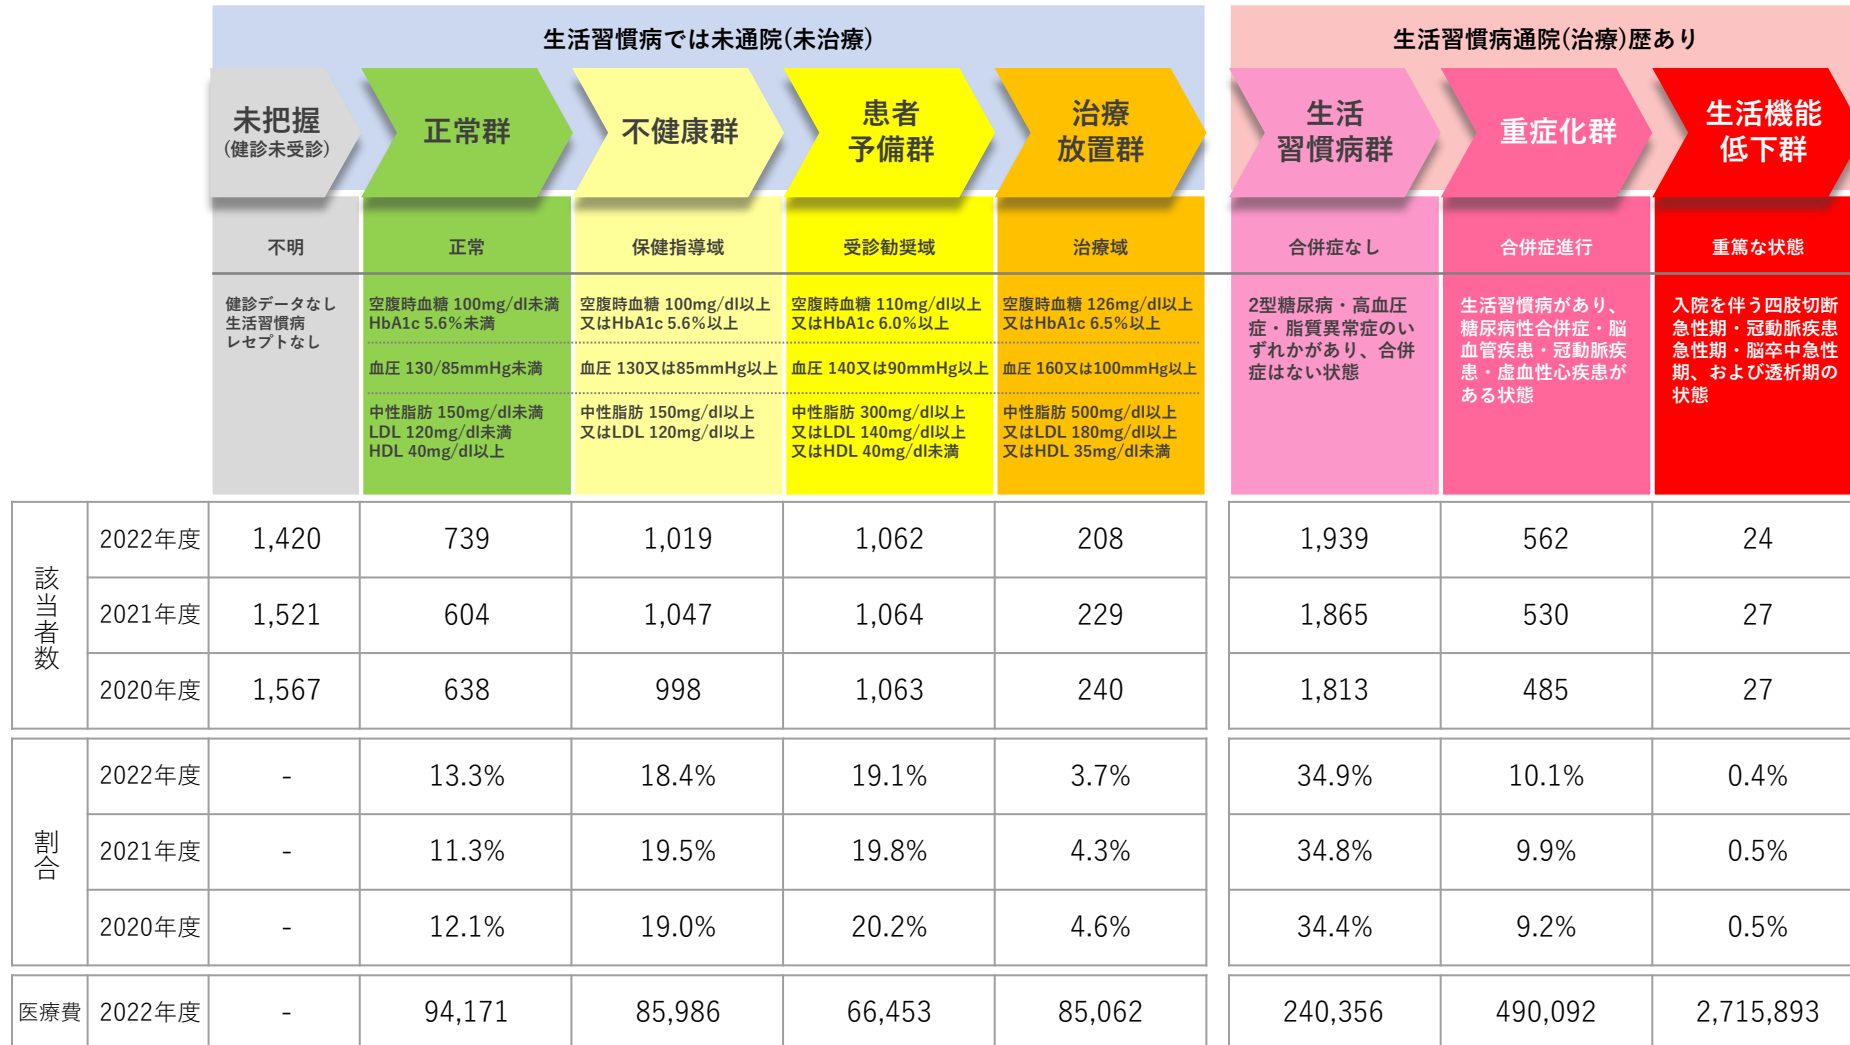 生活習慣病では未通院(未治療)
生活習慣病通院(治療)歴あり
未把握
(健診未受診)
正常群
不健康群
患者
予備群
治療
放置群
生活
習慣病群
重症化群
生活機能
低下群
不明
正常
保健指導域
受診勧奨域
治療域
合併症なし
合併症進行
重篤な状態
健診データなし
生活習慣病
レセプトなし
空腹時血糖 100mg/dl未満
HbA1c 5.6%未満
血圧 130/85mmHg未満
中性脂肪 150mg/dl未満
LDL 120mg/dl未満
HDL 40mg/dl以上
空腹時血糖 100mg/dl以上
又はHbA1c 5.6%以上
血圧 130又は85mmHg以上
中性脂肪 150mg/dl以上
又はLDL 120mg/dl以上
空腹時血糖 110mg/dl以上
又はHbA1c 6.0%以上
血圧 140又は90mmHg以上
中性脂肪 300mg/dl以上
又はLDL 140mg/dl以上
又はHDL 40mg/dl未満
空腹時血糖 126mg/dl以上
又はHbA1c 6.5%以上
血圧 160又は100mmHg以上
中性脂肪 500mg/dl以上
又はLDL 180mg/dl以上
又はHDL 35mg/dl未満
2型糖尿病・高血圧
症・脂質異常症のい
ずれかがあり、合併
症はない状態
生活習慣病があり、
糖尿病性合併症・脳
血管疾患・冠動脈疾
患・虚血性心疾患が
ある状態
入院を伴う四肢切断
急性期・冠動脈疾患
急性期・脳卒中急性
期、および透析期の
状態
該当者数
2022年度 1,420 739 1,019 1,062 208 1,939 562 24
2021年度 1,521 604 1,047 1,064 229 1,865 530 27
2020年度 1,567 638 998 1,063 240 1,813 485 27
割合
2022年度 - 13.3% 18.4% 19.1% 3.7% 34.9% 10.1% 0.4%
2021年度 - 11.3% 19.5% 19.8% 4.3% 34.8% 9.9% 0.5%
2020年度 - 12.1% 19.0% 20.2% 4.6% 34.4% 9.2% 0.5%
医療費 2022年度 - 94,171 85,986 66,453 85,062 240,356 490,092 2,715,893